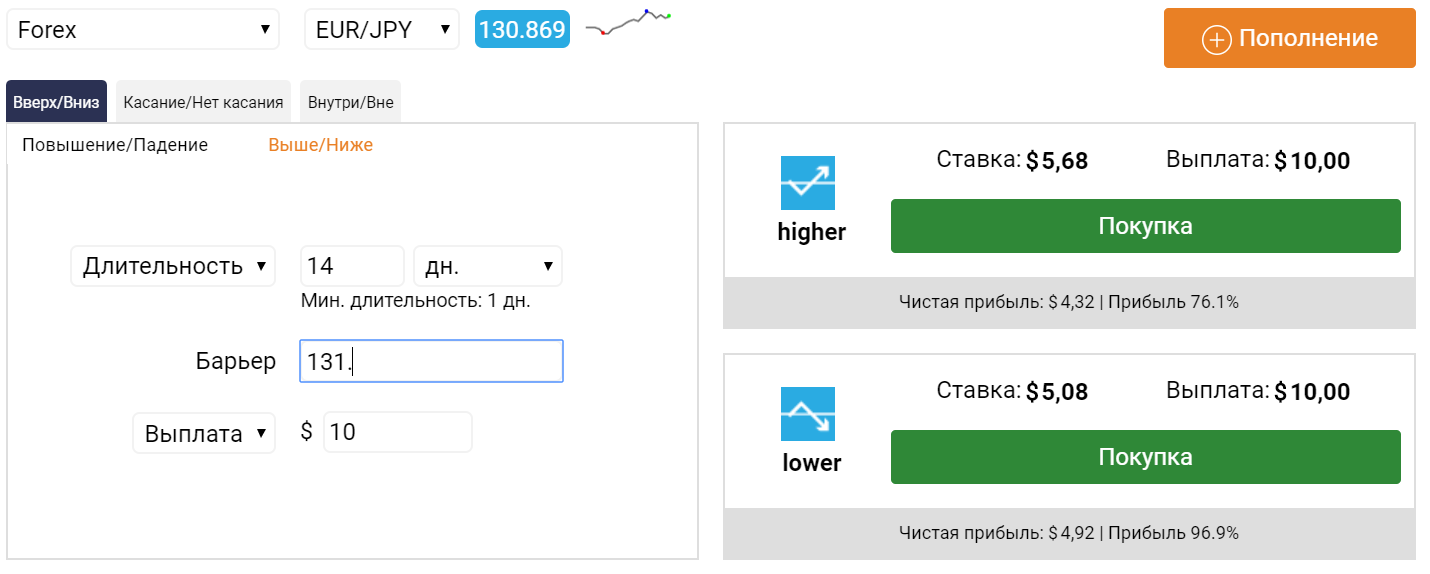 Forex EUR/JPY 130.869 Пополнение
Вверх/Вниз Касание/Нет касания Внутри/Вне
Повышение/Падение Выше/Ниже
Длительность 14 дн.
Мин. длительность: 1 дн.
Барьер 131.
Выплата $ 10
Ставка: $5,68 Выплата: $10,00
higher
Покупка
Чистая прибыль: $4,32 | Прибыль 76.1%
Ставка: $5,08 Выплата: $10,00
lower
Покупка
Чистая прибыль: $4,92 | Прибыль 96.9%